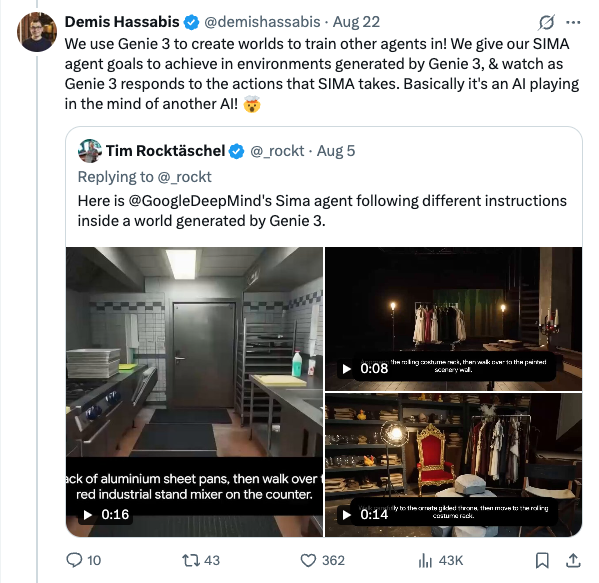 Demis Hassabis @demishassabis · Aug 22
We use Genie 3 to create worlds to train other agents in! We give our SIMA
agent goals to achieve in environments generated by Genie 3, & watch as
Genie 3 responds to the actions that SIMA takes. Basically it's an AI playing
in the mind of another AI! 🤯
Tim Rocktäschel @_rockt · Aug 5
Replying to @_rockt
Here is @GoogleDeepMind's Sima agent following different instructions
inside a world generated by Genie 3.
ack of aluminium sheet pans, then walk over t
red industrial stand mixer on the counter.
0:16
the rolling costume rack, then walk over to the painted
scenery wall.
0:08
to the ornate gilded throne, then move to the rolling
costume rack.
0:14
10 43 362 43K